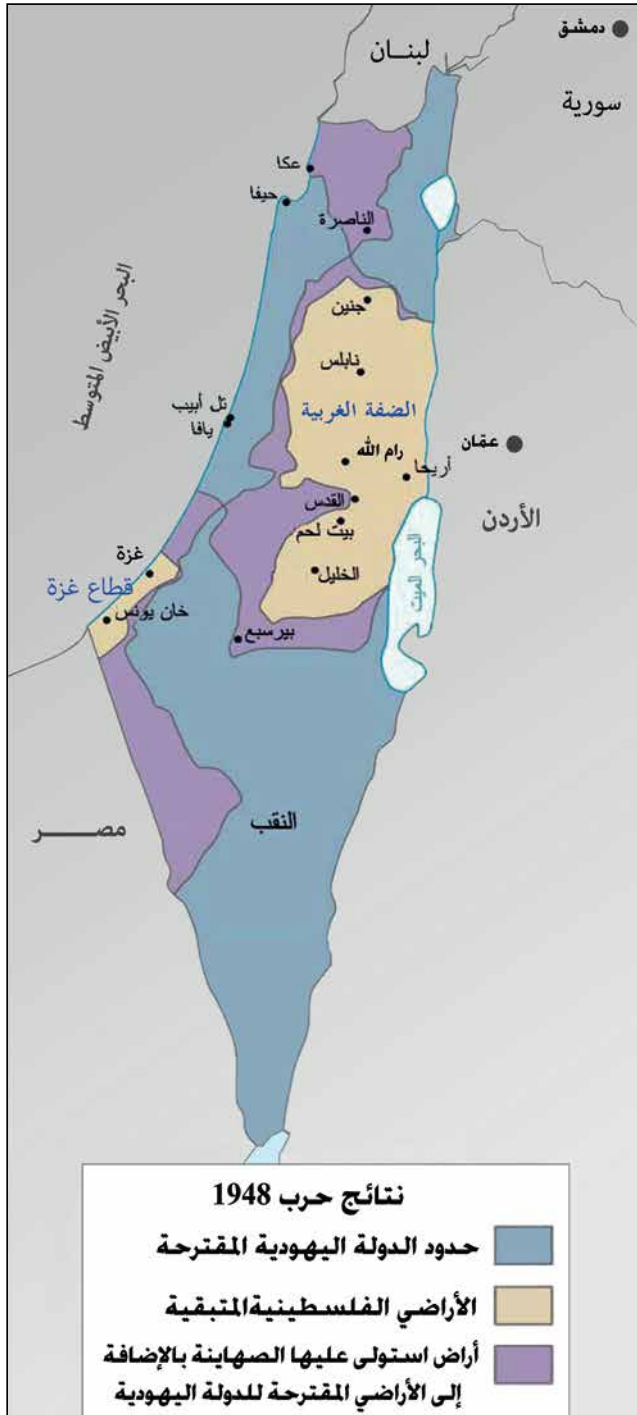 دمشق
لبنــان
سورية
عكا
حيفا
الناصرة
البحر الأبيض المتوسط
جنين
نابلس
تل أبيب
يافا
الضفة الغربية
رام الله
عمّان
أريحا
القدس
الأردن
بيت لحم
البحر الميت
غزة
الخليل
قطاع غزة
خان يونس
بيرسبع
النقب
مصـــــــر
نتائج حرب 1948
حدود الدولة اليهودية المقترحة
الأراضي الفلسطينية المتبقية
أراض استولى عليها الصهاينة بالإضافة
إلى الأراضي المقترحة للدولة اليهودية